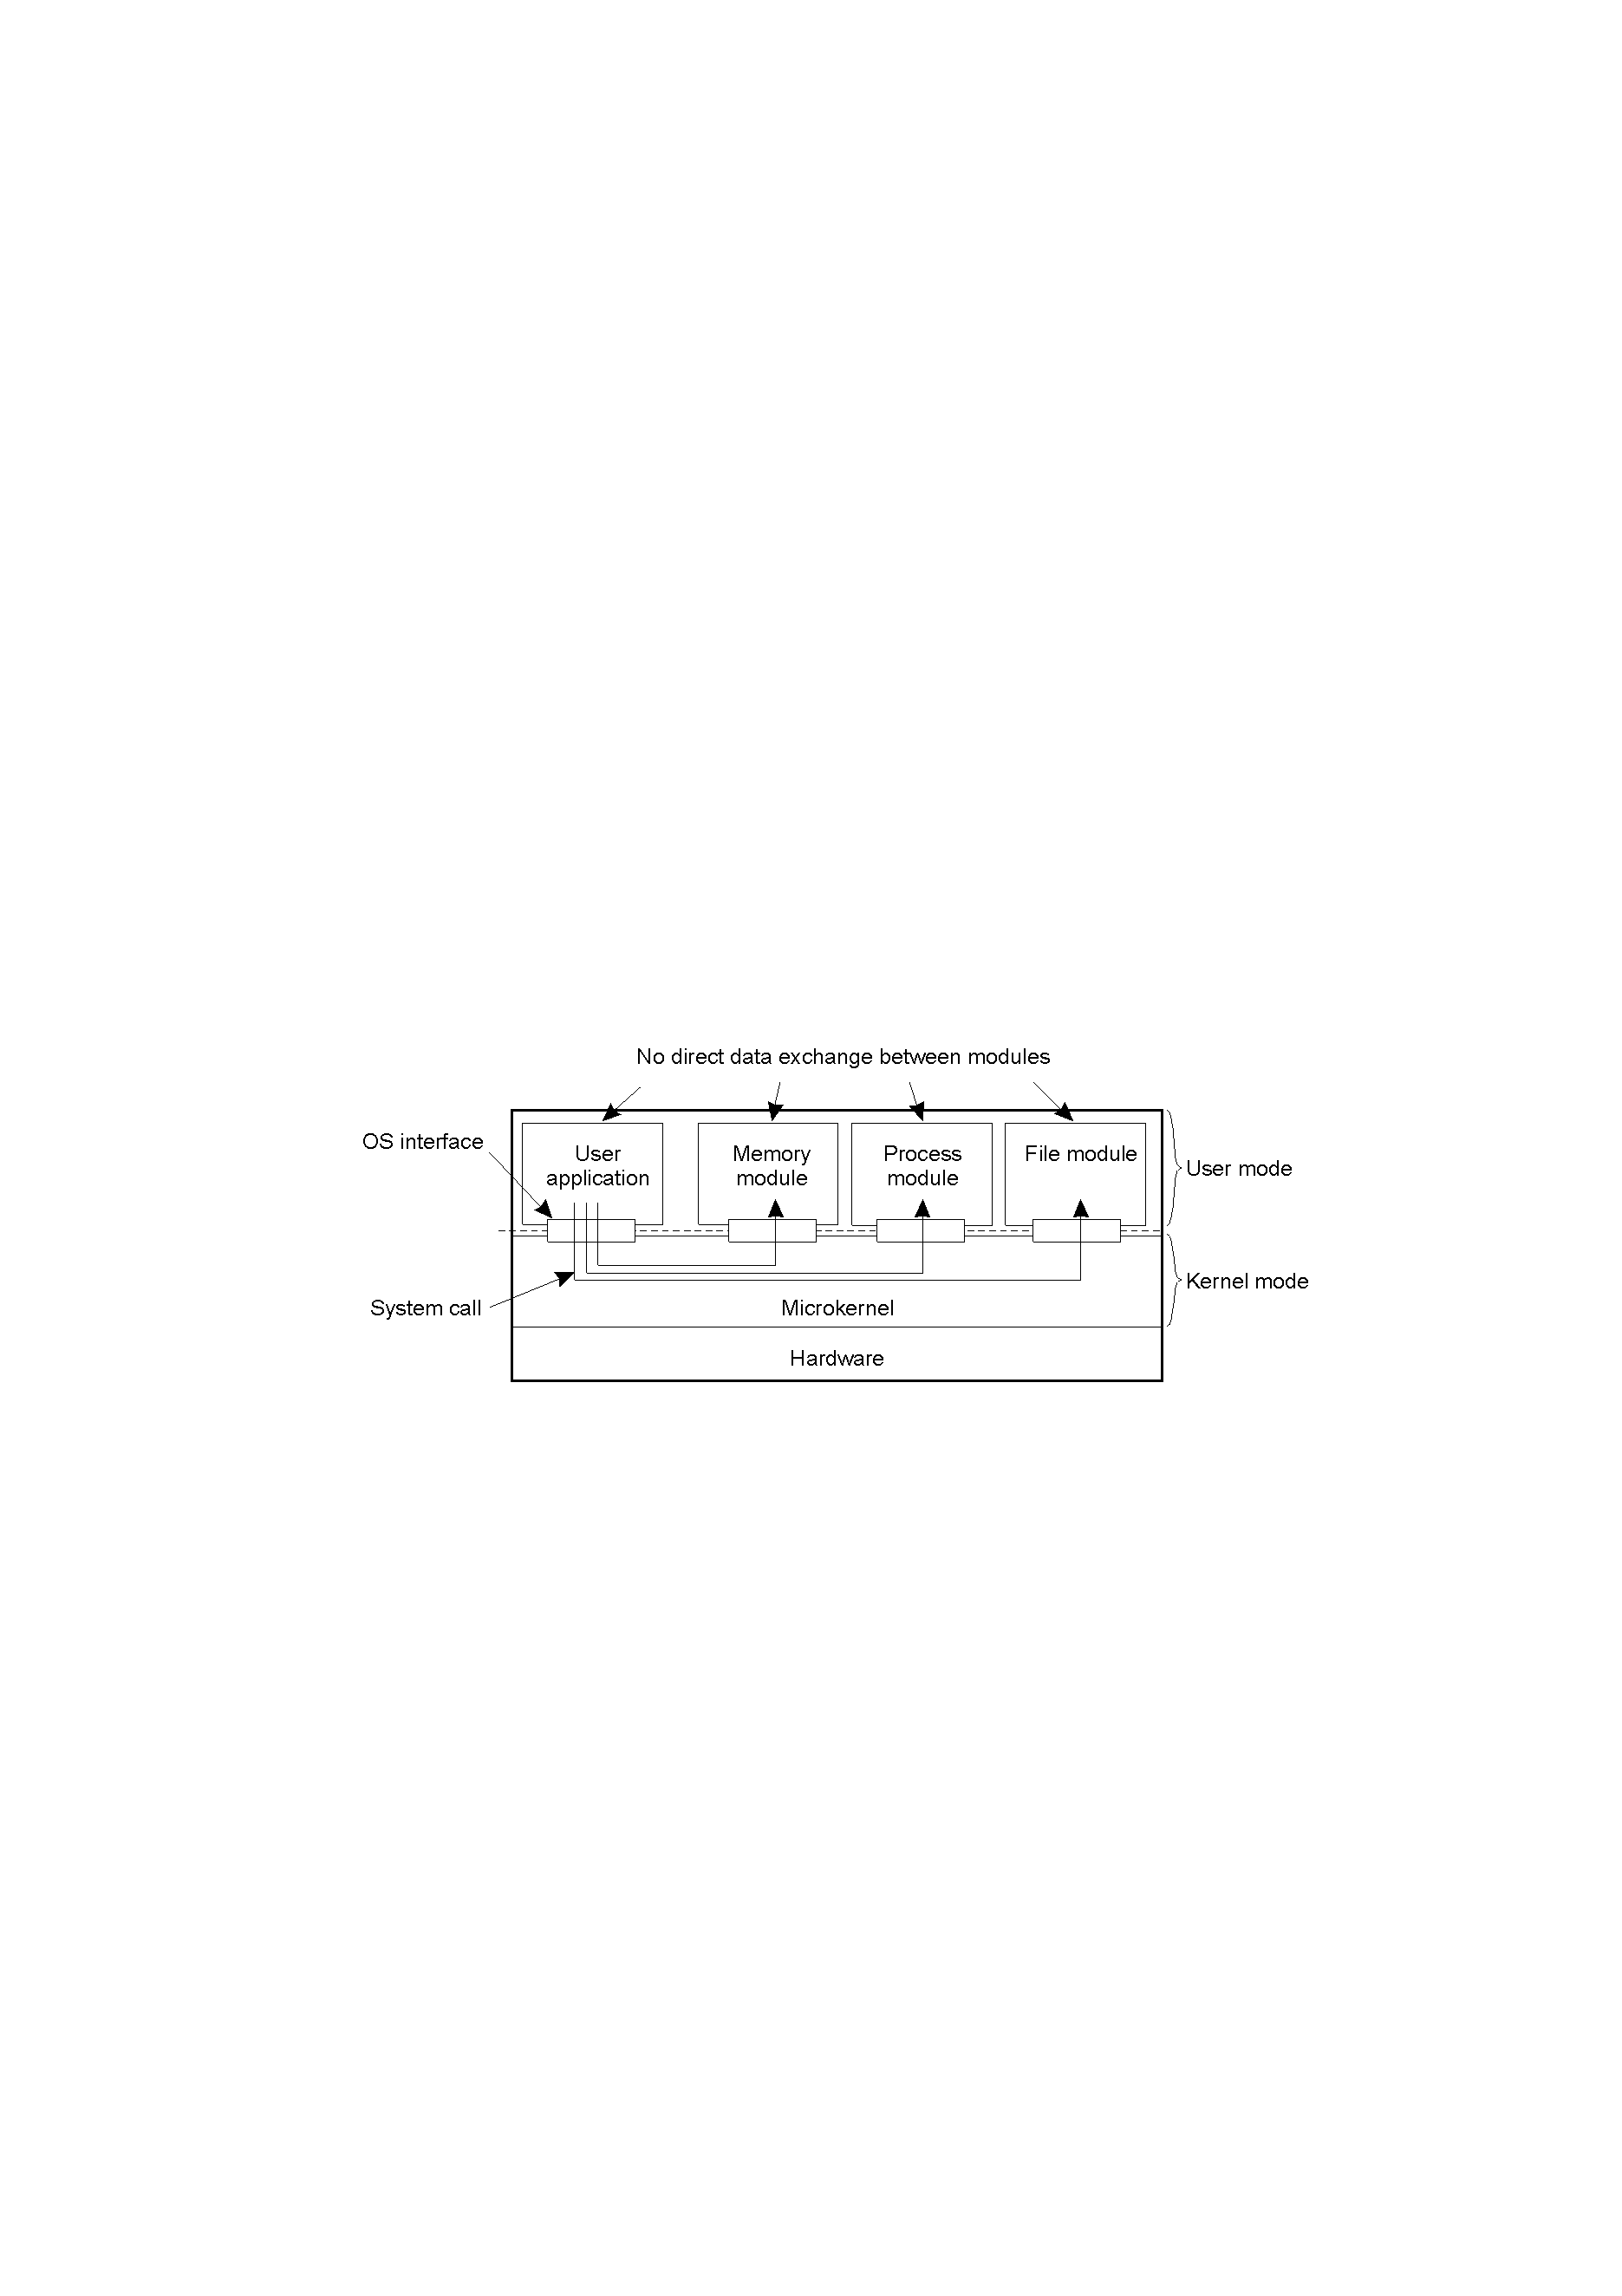 No direct data exchange between modules
OS interface
User
application
Memory
module
Process
module
File module
User mode
Kernel mode
System call
Microkernel
Hardware